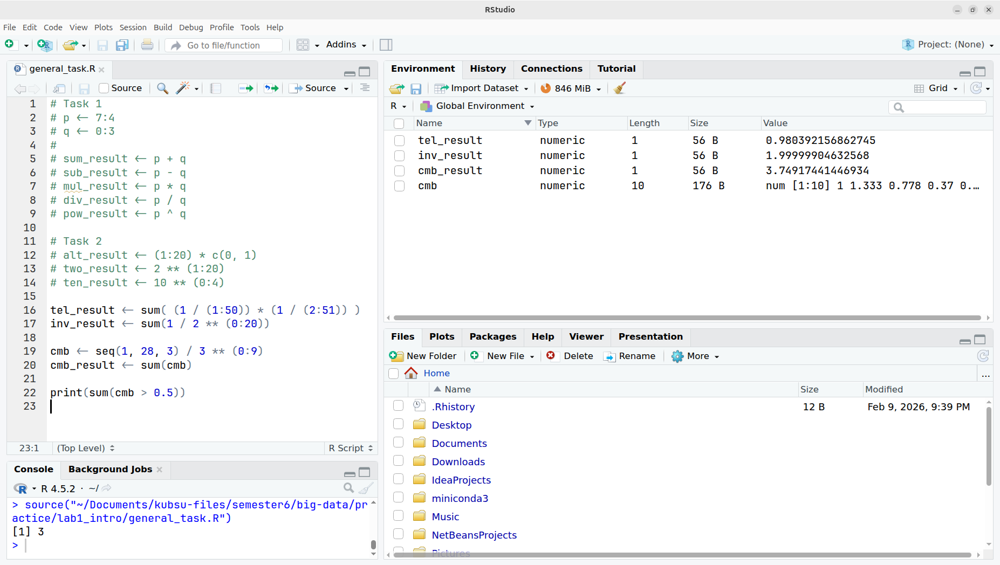 RStudio
File Edit Code View Plots Session Build Debug Profile Tools Help
Go to file/function Addins Project: (None)
general_task.R
Source Source
1 # Task 1
2 # p <- 7:4
3 # q <- 0:3
4 #
5 # sum_result <- p + q
6 # sub_result <- p - q
7 # mul_result <- p * q
8 # div_result <- p / q
9 # pow_result <- p ^ q
10
11 # Task 2
12 # alt_result <- (1:20) * c(0, 1)
13 # two_result <- 2 ** (1:20)
14 # ten_result <- 10 ** (0:4)
15
16 tel_result <- sum( (1 / (1:50)) * (1 / (2:51)) )
17 inv_result <- sum(1 / 2 ** (0:20))
18
19 cmb <- seq(1, 28, 3) / 3 ** (0:9)
20 cmb_result <- sum(cmb)
21
22 print(sum(cmb > 0.5))
23
23:1 (Top Level) R Script
Console Background Jobs
R 4.5.2 · ~/
> source("~/Documents/kubsu-files/semester6/big-data/pr
actice/lab1_intro/general_task.R")
[1] 3
>
Environment History Connections Tutorial
Import Dataset 846 MiB Grid
R Global Environment
Name Type Length Size Value
tel_result numeric 1 56 B 0.980392156862745
inv_result numeric 1 56 B 1.99999904632568
cmb_result numeric 1 56 B 3.74917441446934
cmb numeric 10 176 B num [1:10] 1 1.333 0.778 0.37 0.…
Files Plots Packages Help Viewer Presentation
New Folder New File Delete Rename More
Home ...
Name Size Modified
.Rhistory 12 B Feb 9, 2026, 9:39 PM
Desktop
Documents
Downloads
IdeaProjects
miniconda3
Music
NetBeansProjects
Pictures